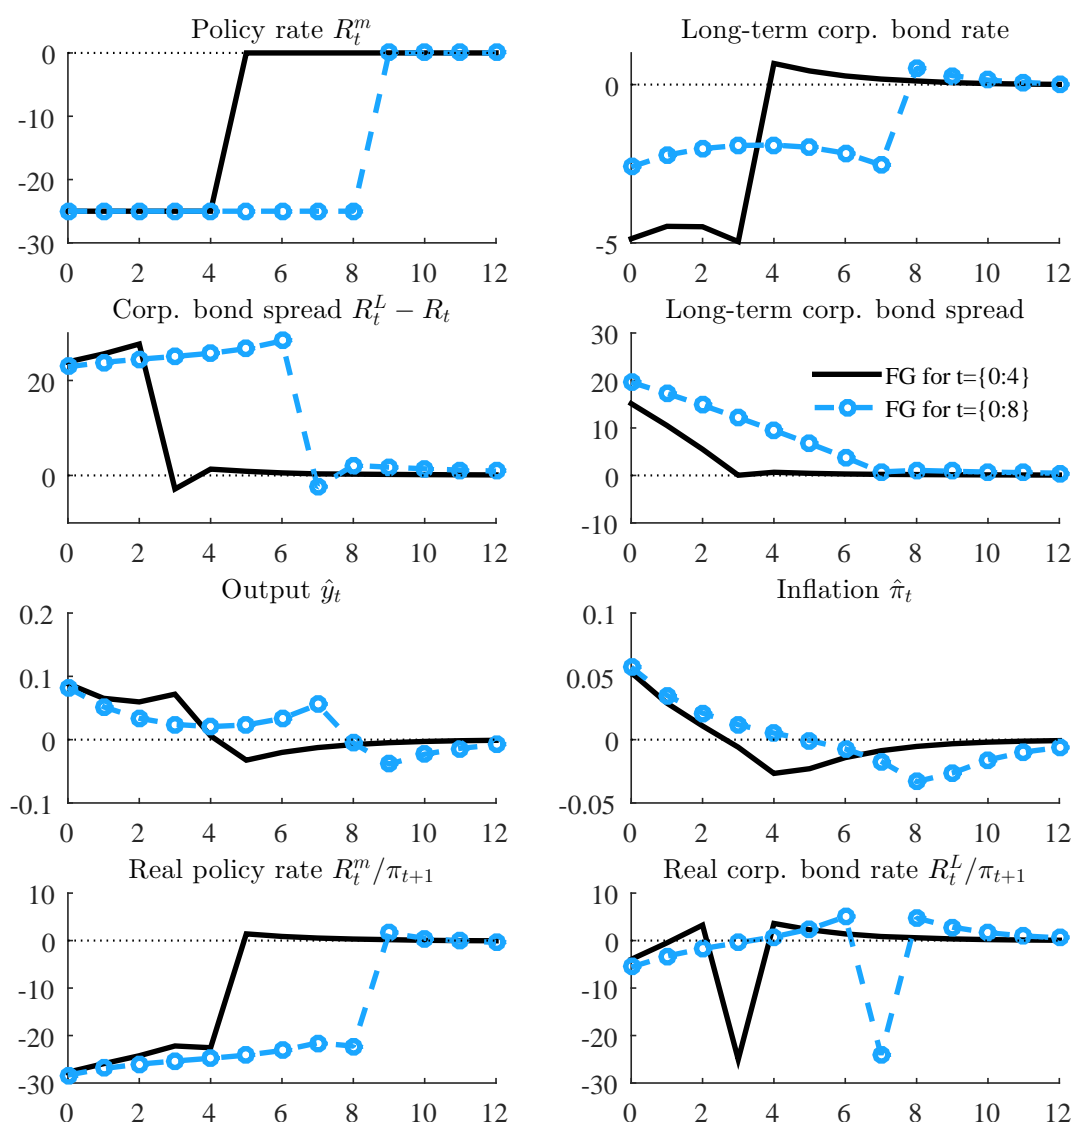 Policy rate $R_t^m$
0
-10
-20
-30
0 2 4 6 8 10 12
Long-term corp. bond rate
0
-5
0 2 4 6 8 10 12
Corp. bond spread $R_t^L - R_t$
20
0
0 2 4 6 8 10 12
Long-term corp. bond spread
30
20
10
0
-10
FG for t={0:4}
FG for t={0:8}
0 2 4 6 8 10 12
Output $\hat{y}_t$
0.2
0.1
0
-0.1
0 2 4 6 8 10 12
Inflation $\hat{\pi}_t$
0.1
0.05
0
-0.05
0 2 4 6 8 10 12
Real policy rate $R_t^m/\pi_{t+1}$
10
0
-10
-20
-30
0 2 4 6 8 10 12
Real corp. bond rate $R_t^L/\pi_{t+1}$
10
0
-10
-20
-30
0 2 4 6 8 10 12